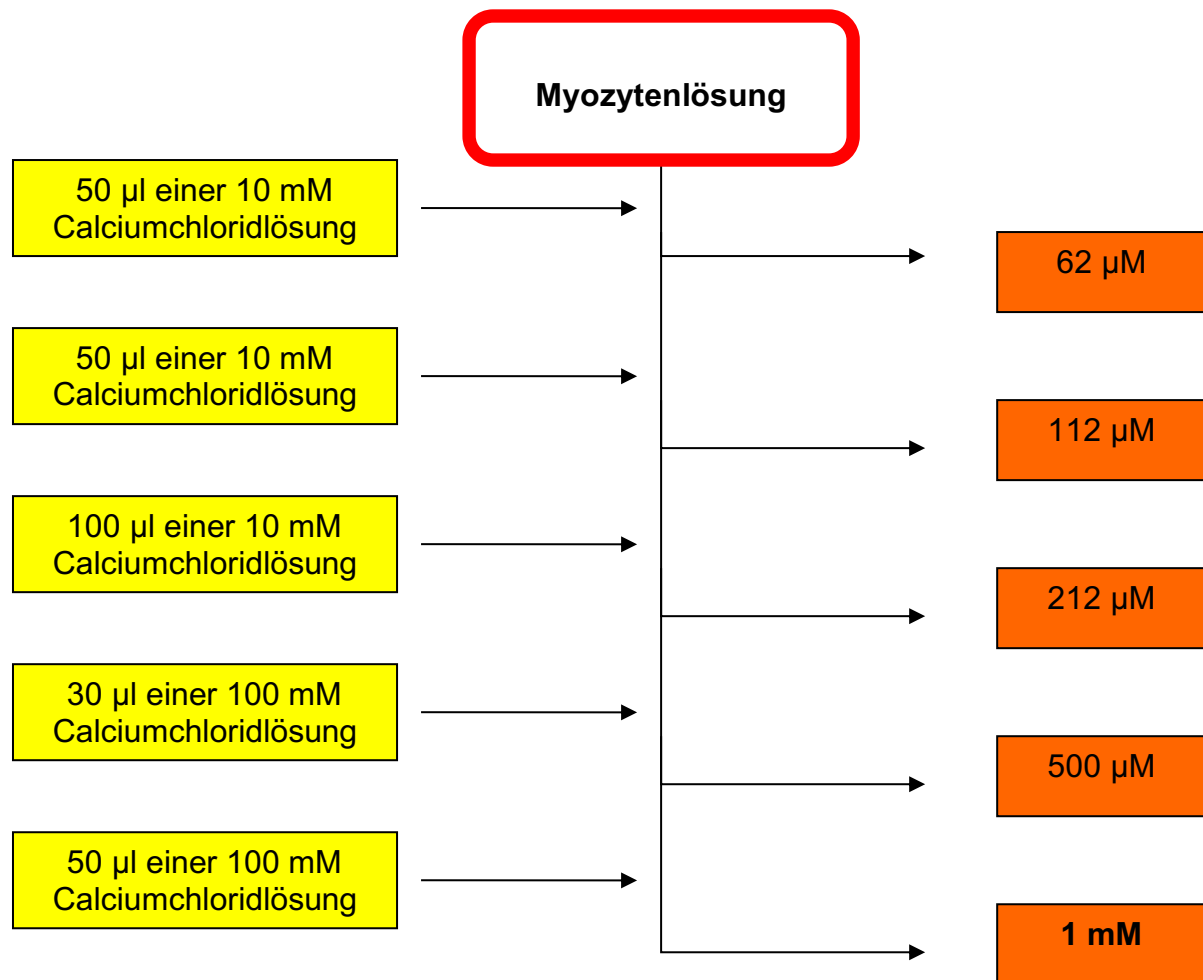 Myozytenlösung
50 µl einer 10 mM
Calciumchloridlösung
62 µM
50 µl einer 10 mM
Calciumchloridlösung
112 µM
100 µl einer 10 mM
Calciumchloridlösung
212 µM
30 µl einer 100 mM
Calciumchloridlösung
500 µM
50 µl einer 100 mM
Calciumchloridlösung
1 mM